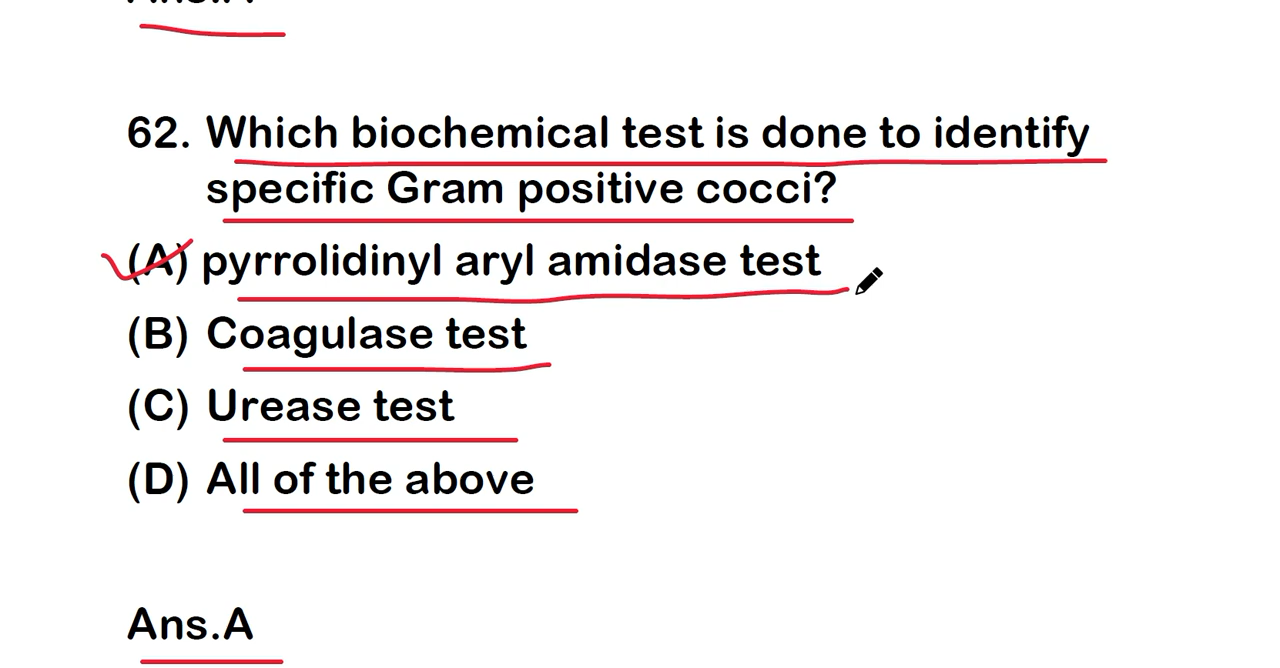 62. Which biochemical test is done to identify
specific Gram positive cocci?
(A) pyrrolidinyl aryl amidase test
(B) Coagulase test
(C) Urease test
(D) All of the above
Ans.A